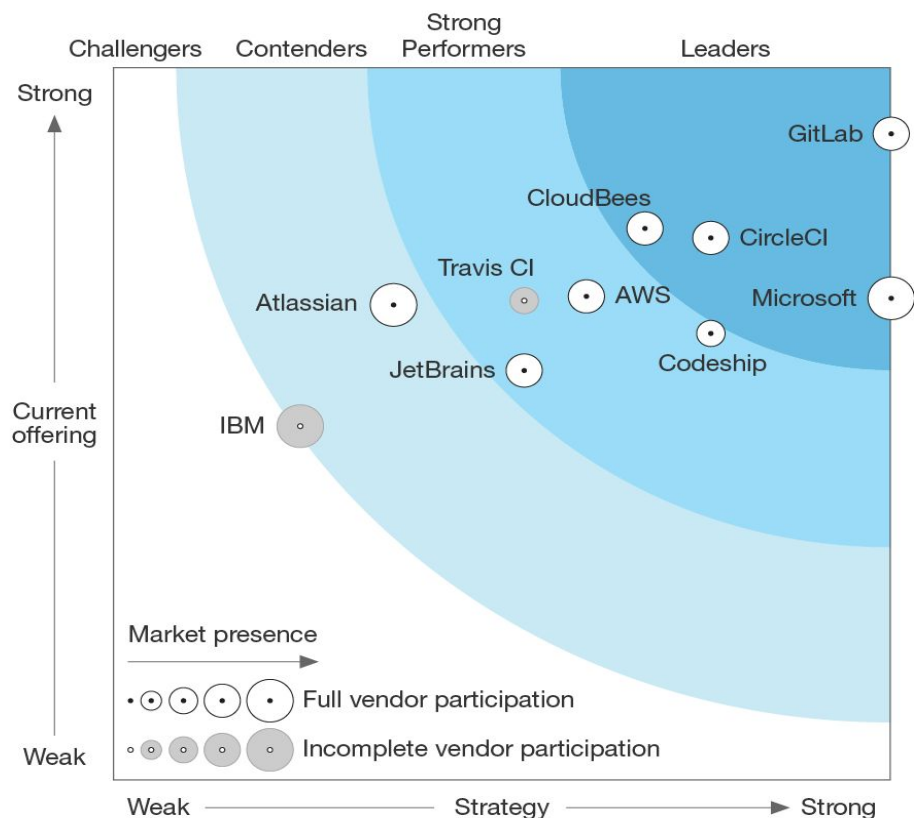 Challengers
Contenders
Strong
Performers
Leaders
Strong
GitLab
CloudBees
CircleCI
Travis CI
Atlassian
AWS
Microsoft
Codeship
JetBrains
Current
offering
IBM
Market presence
Full vendor participation
Incomplete vendor participation
Weak
Weak
Strategy
Strong